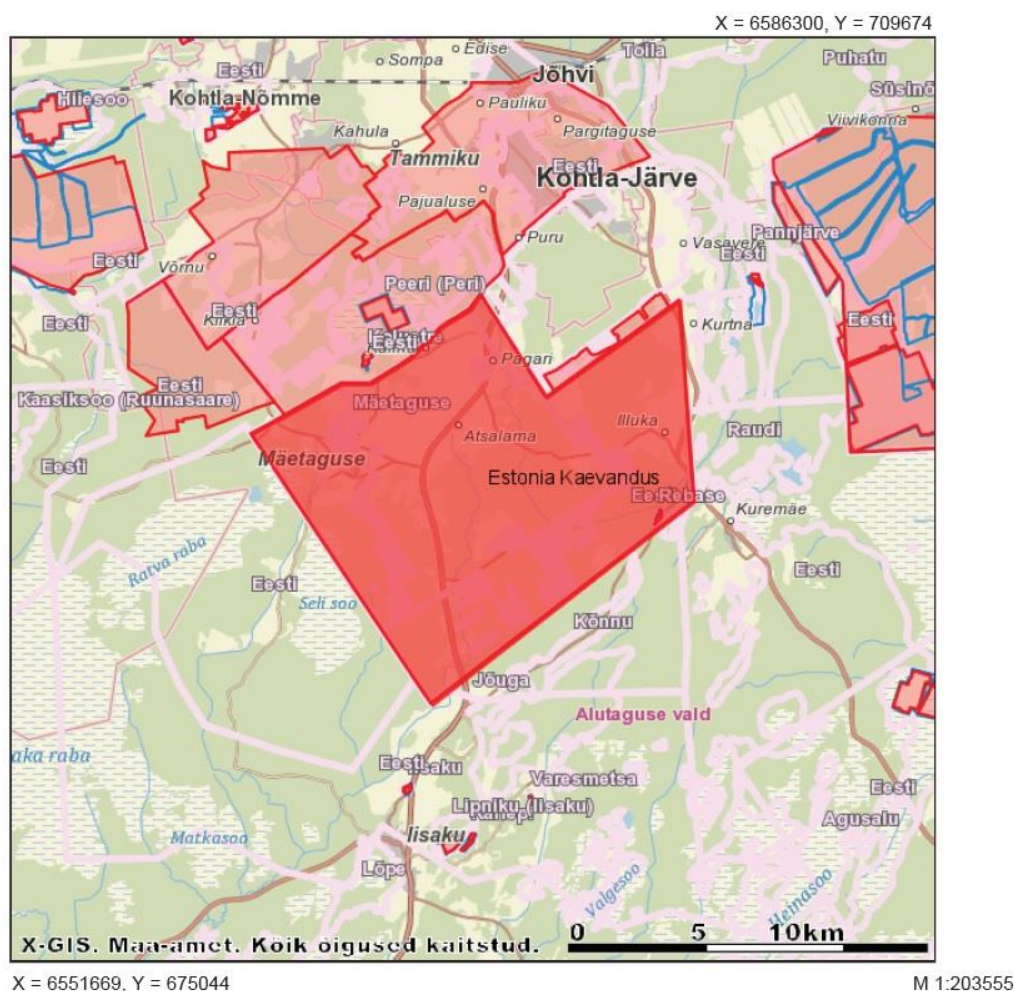 X = 6586300, Y = 709674
Edise
Toila
Sompa
Eesti
Jõhvi
Puhatu
Hiiesoo
Kohtla-Nõmme
Pauliku
Viivikonna
Kahula
Pargitaguse
Tammiku
Eesti
Kohtla-Järve
Pajualuse
Pannjärve
Puru
Vasavere
Eesti
Eesti
Võrnu
Peeri (Peri)
Eesti
Eesti
Eesti
Kurtna
Eesti
Pagari
Eesti
Kaasiksoo (Ruunasaare)
Mäetaguse
Illuka
Raudi
Atsalama
Mäetaguse
Eesti
Estonia Kaevandus
Rebase
Kuremäe
Ratva raba
Eesti
Eesti
Seli soo
Kõnnu
Jõuga
Alutaguse vald
aka raba
Eesti
Iisaku
Varesmetsa
Eesti
Lipniku (Iisaku)
Agusalu
Matkasoo
Iisaku
Lõpe
Valgesoo
Heinasoo
X-GIS. Maa-amet. Kõik õigused kaitstud.
0 5 10km
X = 6551669, Y = 675044
M 1:203555